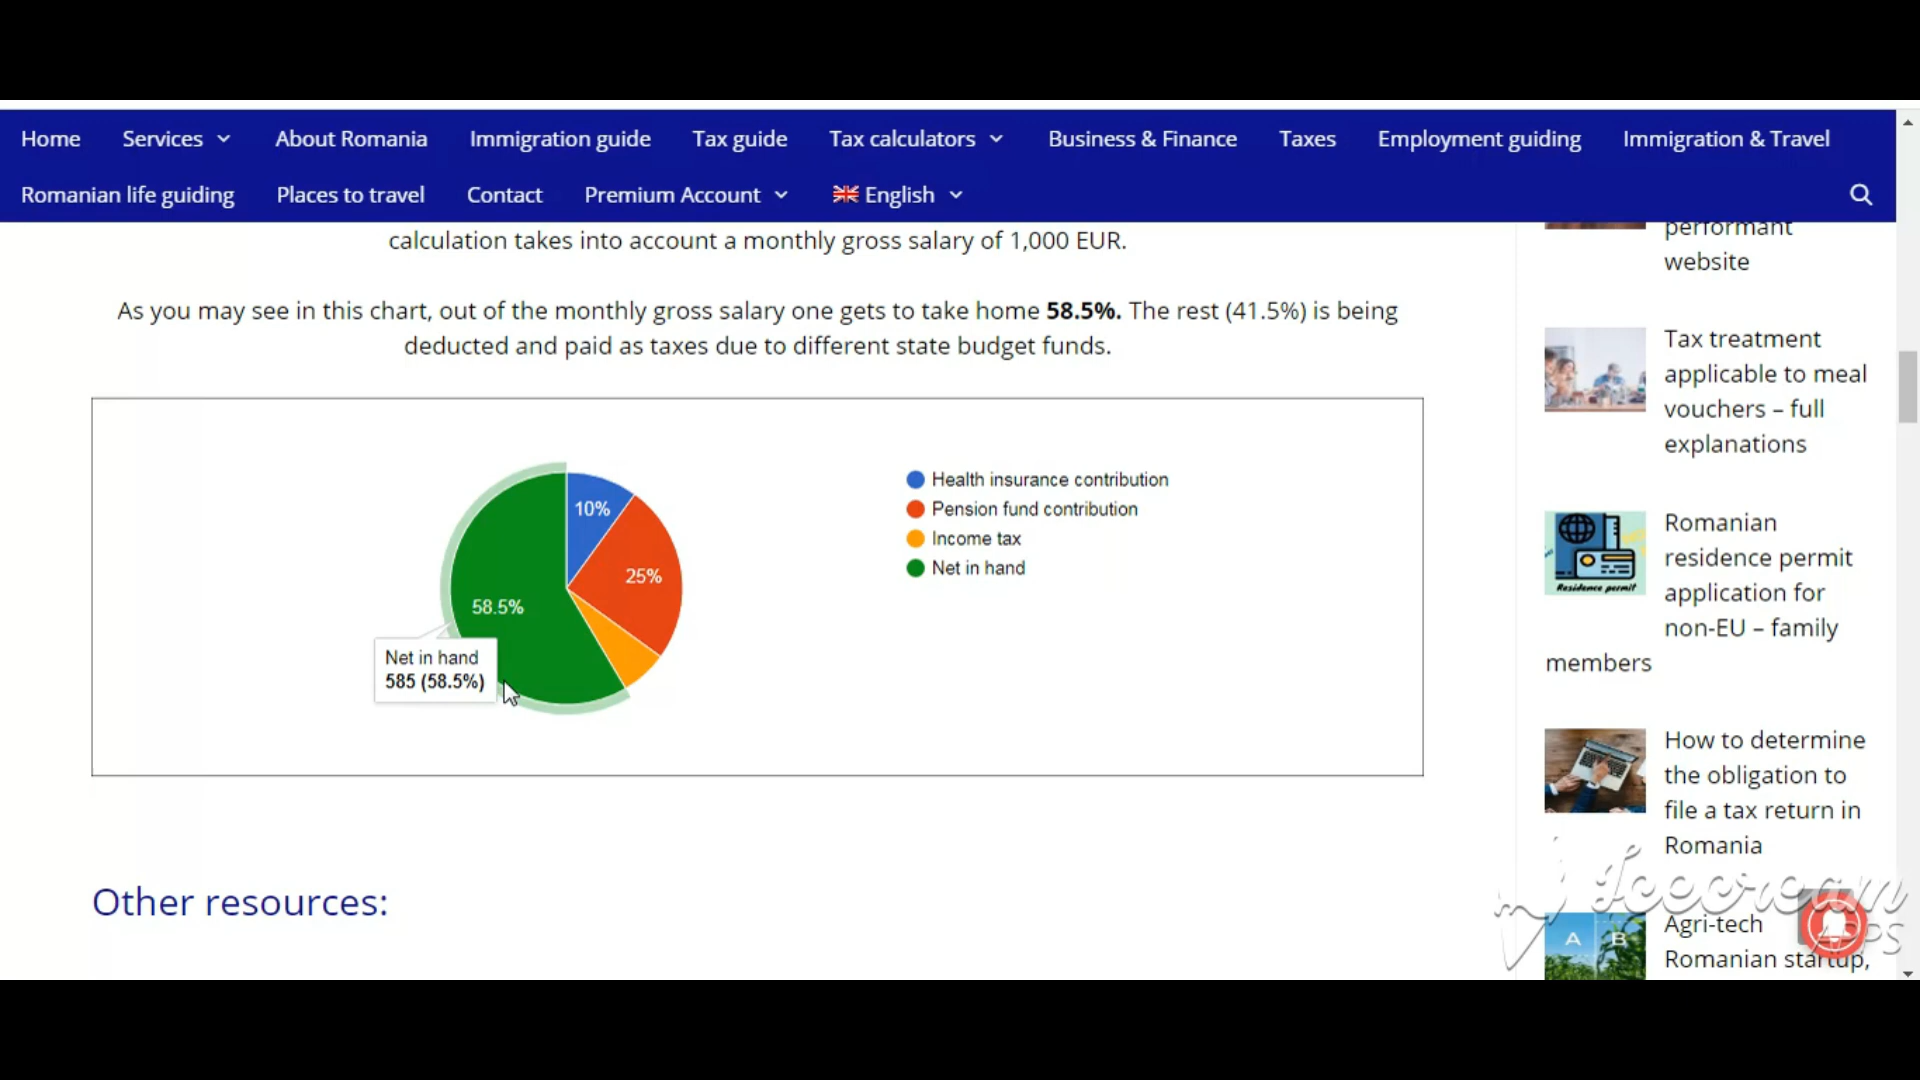 Home Services About Romania Immigration guide Tax guide Tax calculators Business & Finance Taxes Employment guiding Immigration & Travel
Romanian life guiding Places to travel Contact Premium Account English
calculation takes into account a monthly gross salary of 1,000 EUR.
As you may see in this chart, out of the monthly gross salary one gets to take home 58.5%. The rest (41.5%) is being
deducted and paid as taxes due to different state budget funds.
10%
25%
58.5%
Net in hand
585 (58.5%)
Health insurance contribution
Pension fund contribution
Income tax
Net in hand
Other resources:
performant
website
Tax treatment
applicable to meal
vouchers – full
explanations
Residence permit
Romanian
residence permit
application for
non-EU – family
members
How to determine
the obligation to
file a tax return in
Romania
A B
Agri-tech
Romanian startup,
Icecream
APPS